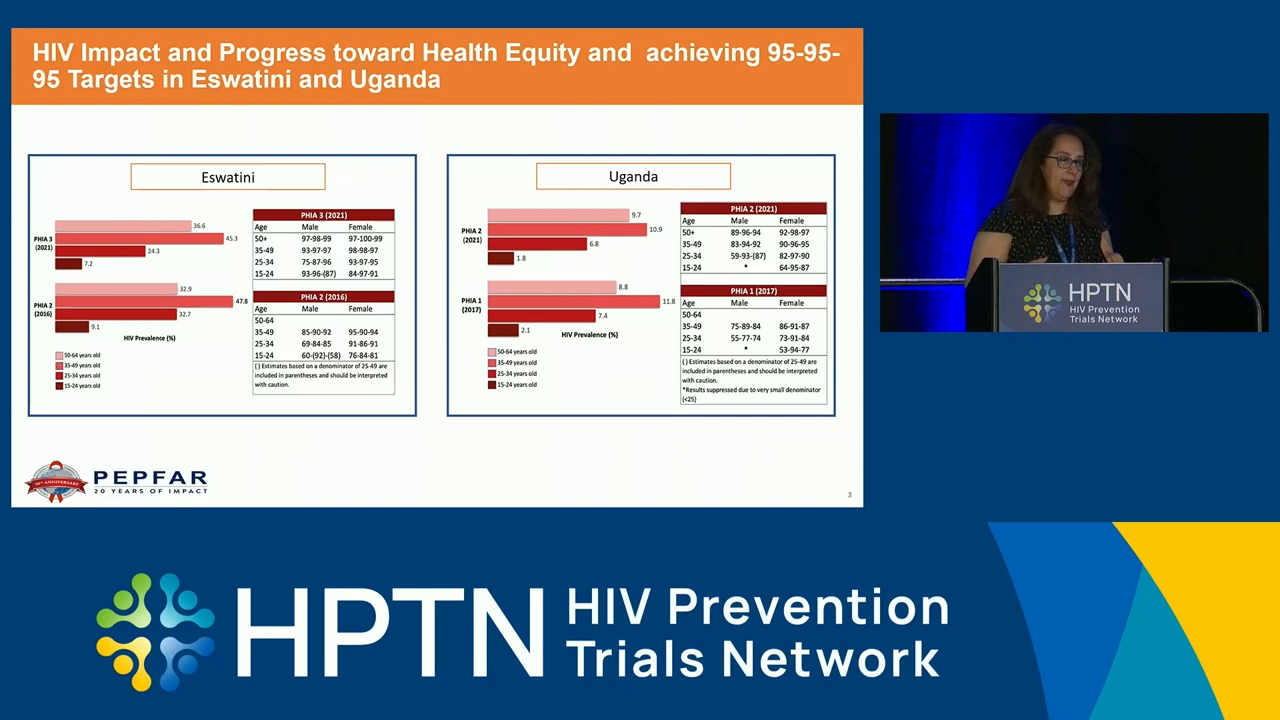 HIV Impact and Progress toward Health Equity and achieving 95-95-
95 Targets in Eswatini and Uganda
Eswatini
PHIA 3
(2021)
36.6
45.3
24.3
7.2
PHIA 2
(2016)
32.9
47.8
32.7
9.1
HIV Prevalence (%)
50-64 years old
35-49 years old
25-34 years old
15-24 years old
PHIA 3 (2021)
Age Male Female
50+ 97-98-99 97-100-99
35-49 93-97-97 98-98-97
25-34 75-87-96 93-97-95
15-24 93-96-(87) 84-97-91
PHIA 2 (2016)
Age Male Female
50-64
35-49 85-90-92 95-90-94
25-34 69-84-85 91-86-91
15-24 60-(92)-(58) 76-84-81
( ) Estimates based on a denominator of 25-49 are
included in parentheses and should be interpreted
with caution.
Uganda
PHIA 2
(2021)
9.7
10.9
6.8
1.8
PHIA 1
(2017)
8.8
11.8
7.4
2.1
HIV Prevalence (%)
50-64 years old
35-49 years old
25-34 years old
15-24 years old
PHIA 2 (2021)
Age Male Female
50+ 89-96-94 92-98-97
35-49 83-94-92 90-96-95
25-34 59-93-(87) 82-97-90
15-24 * 64-95-87
PHIA 1 (2017)
Age Male Female
50-64
35-49 75-89-84 86-91-87
25-34 55-77-74 73-91-84
15-24 * 53-94-77
( ) Estimates based on a denominator of 25-49 are
included in parentheses and should be interpreted
with caution.
*Results suppressed due to very small denominator
(<25)
20TH ANNIVERSARY
PEPFAR
20 YEARS OF IMPACT
3
HPTN
HIV Prevention
Trials Network
HPTN
HIV Prevention
Trials Network